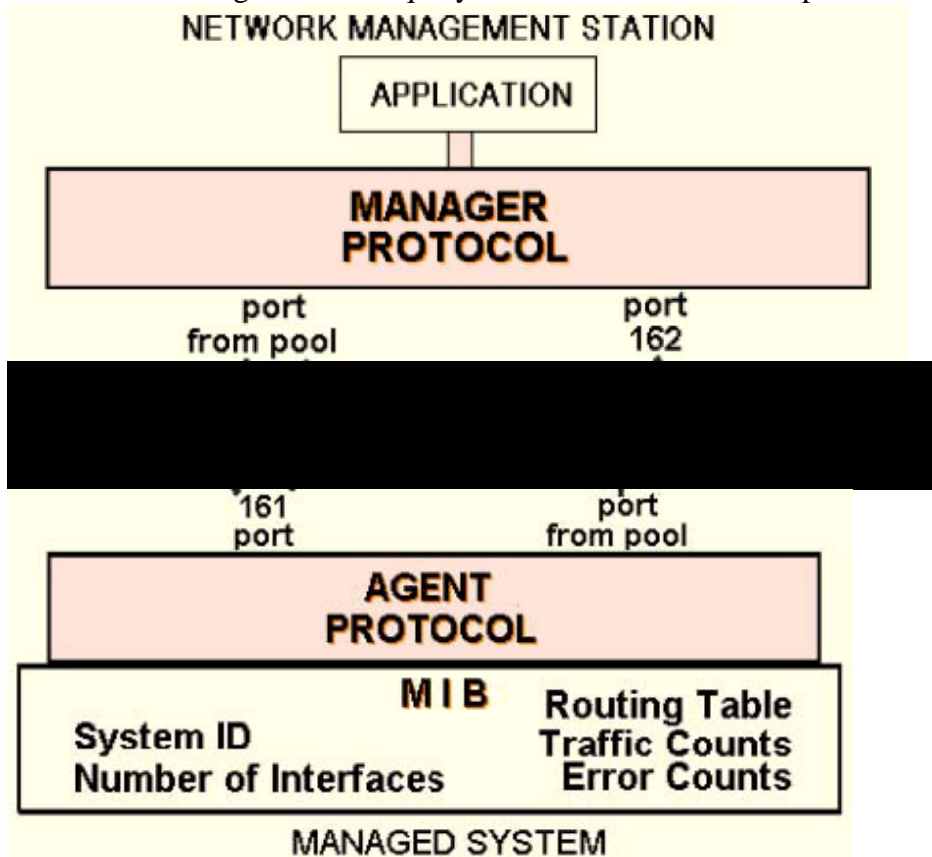 NETWORK MANAGEMENT STATION
APPLICATION
MANAGER
PROTOCOL
port
from pool
port
162
161
port
port
from pool
AGENT
PROTOCOL
MIB
System ID
Number of Interfaces
Routing Table
Traffic Counts
Error Counts
MANAGED SYSTEM